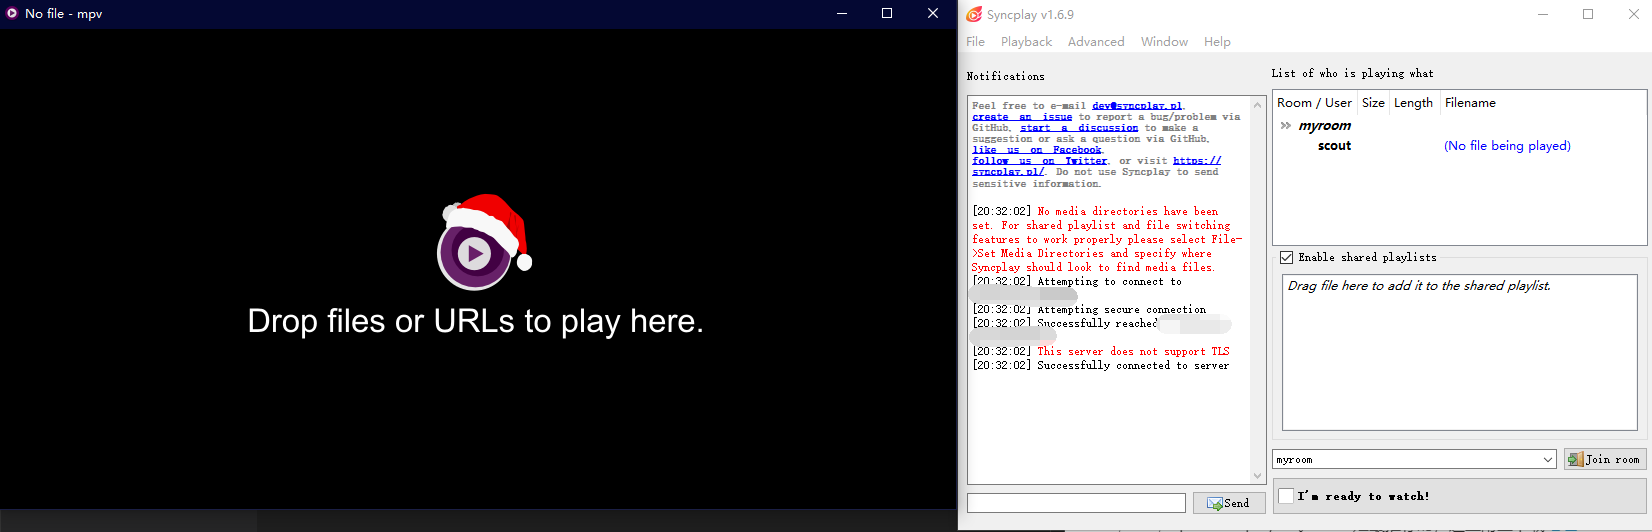 No file - mpv
Drop files or URLs to play here.
Syncplay v1.6.9
File Playback Advanced Window Help
Notifications
Feel free to e-mail dev@syncplay.pl,
create an issue to report a bug/problem via
GitHub, start a discussion to make a
suggestion or ask a question via GitHub,
like us on Facebook,
follow us on Twitter, or visit https://
syncplay.pl/. Do not use Syncplay to send
sensitive information.
[20:32:02] No media directories have been
set. For shared playlist and file switching
features to work properly please select File-
>Set Media Directories and specify where
Syncplay should look to find media files.
[20:32:02] Attempting to connect to
[20:32:02] Attempting secure connection
[20:32:02] Successfully reached
[20:32:02] This server does not support TLS
[20:32:02] Successfully connected to server
Send
List of who is playing what
Room / User Size Length Filename
myroom
scout (No file being played)
Enable shared playlists
Drag file here to add it to the shared playlist.
myroom
Join room
I'm ready to watch!